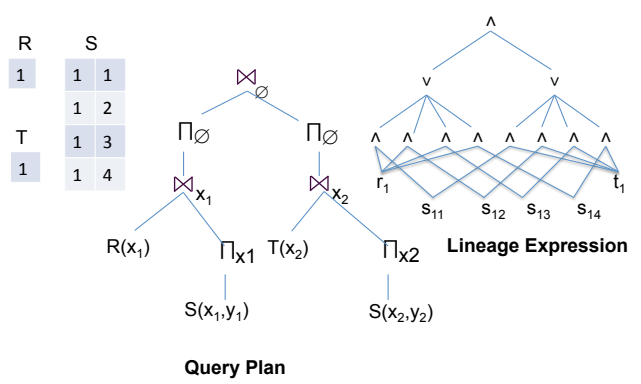 R S
1
1 1
1 2
1 3
1 4
T
1
⋈∅
Π∅ Π∅
⋈x₁ ⋈x₂
R(x₁) Πx1 T(x₂) Πx2
S(x₁,y₁) S(x₂,y₂)
Query Plan
∧
∨ ∨
∧ ∧ ∧ ∧ ∧ ∧ ∧ ∧
r₁ t₁
s₁₁ s₁₂ s₁₃ s₁₄
Lineage Expression